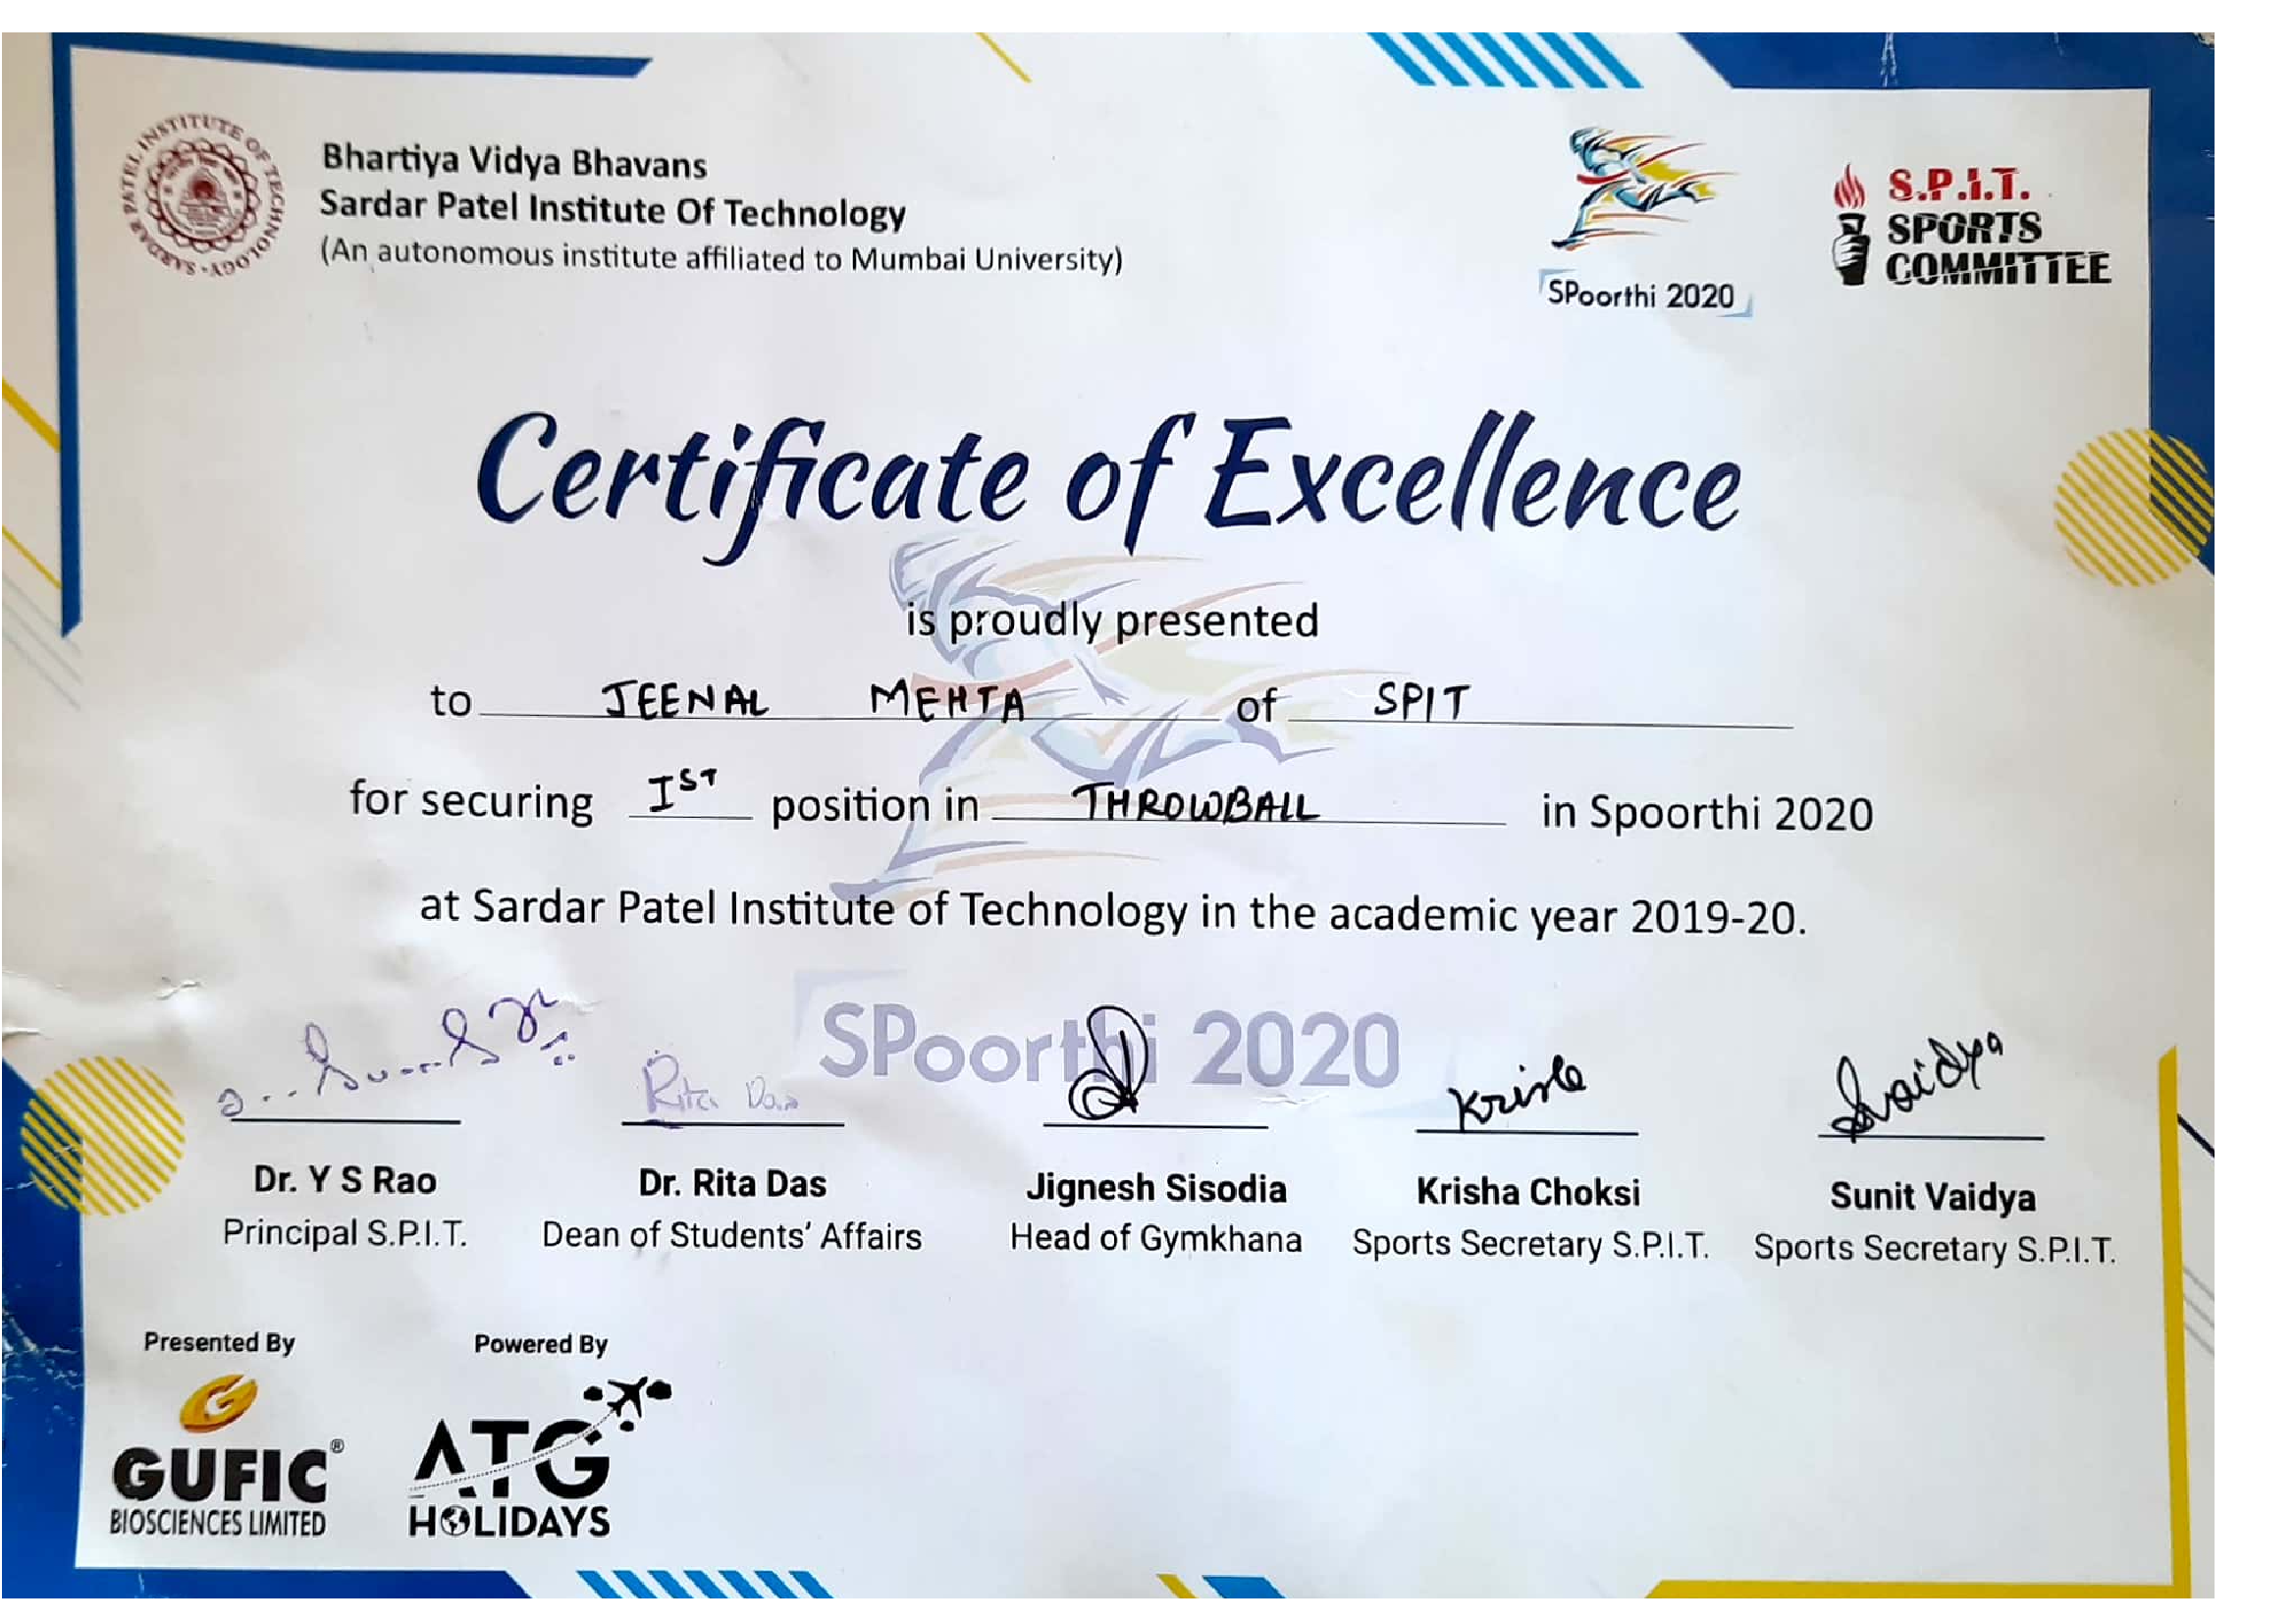 SARDAR PATEL INSTITUTE OF TECHNOLOGY
Bhartiya Vidya Bhavans
Sardar Patel Institute Of Technology
(An autonomous institute affiliated to Mumbai University)
SPoorthi 2020
S.P.I.T.
SPORTS
COMMITTEE
Certificate of Excellence
is proudly presented
to JEENAL MEHTA of SPIT
for securing IST position in THROWBALL in Spoorthi 2020
at Sardar Patel Institute of Technology in the academic year 2019-20.
SPoorthi 2020
Rita Das
Krisha
Svaidya
Dr. Y S Rao
Principal S.P.I.T.
Dr. Rita Das
Dean of Students' Affairs
Jignesh Sisodia
Head of Gymkhana
Krisha Choksi
Sports Secretary S.P.I.T.
Sunit Vaidya
Sports Secretary S.P.I.T.
Presented By
G
GUFIC®
BIOSCIENCES LIMITED
Powered By
ATG
HOLIDAYS